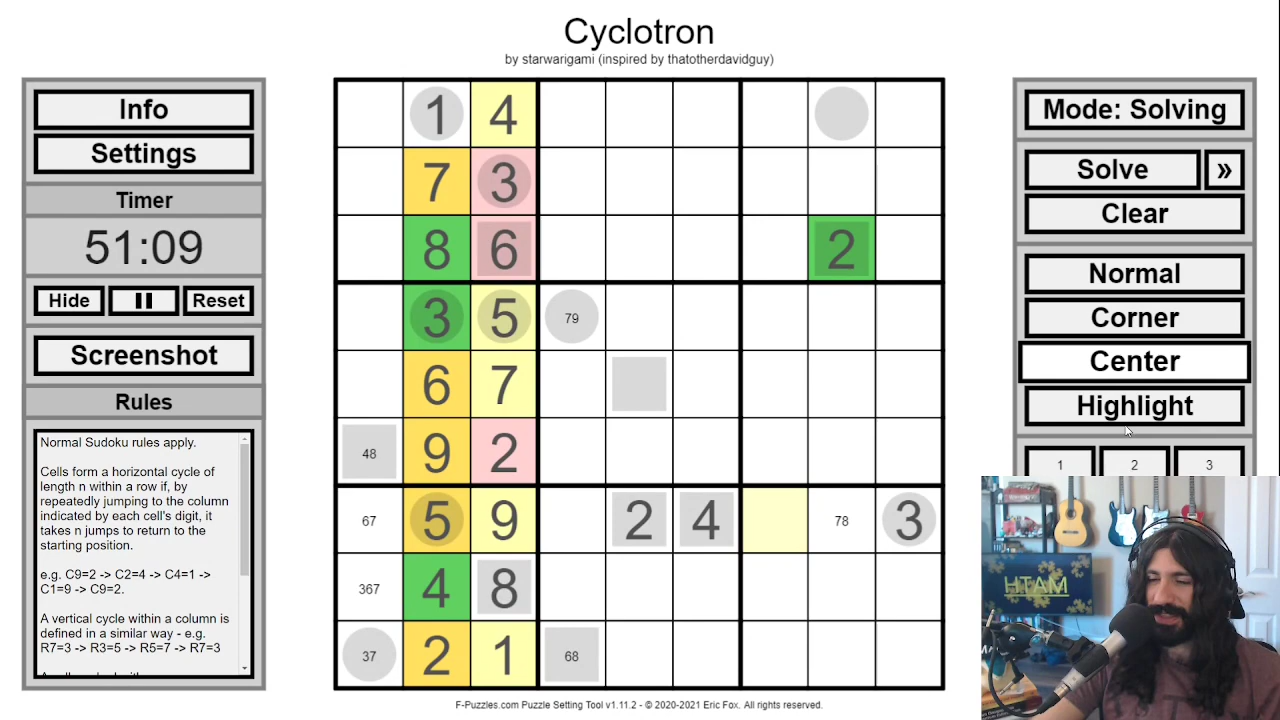 Cyclotron
by starwarigami (inspired by thatotherdavidguy)
Info
Settings
Timer
51:09
Hide
Reset
Screenshot
Rules
Normal Sudoku rules apply.
Cells form a horizontal cycle of
length n within a row if, by
repeatedly jumping to the column
indicated by each cell's digit, it
takes n jumps to return to the
starting position.
e.g. C9=2 -> C2=4 -> C4=1 ->
C1=9 -> C9=2.
A vertical cycle within a column is
defined in a similar way - e.g.
R7=3 -> R3=5 -> R5=7 -> R7=3
1 4
7 3
8 6 2
3 5 79
6 7
48 9 2
67 5 9 2 4 78 3
367 4 8
37 2 1 68
Mode: Solving
Solve »
Clear
Normal
Corner
Center
Highlight
1 2 3
HTAM
F-Puzzles.com Puzzle Setting Tool v1.11.2 - © 2020-2021 Eric Fox. All rights reserved.